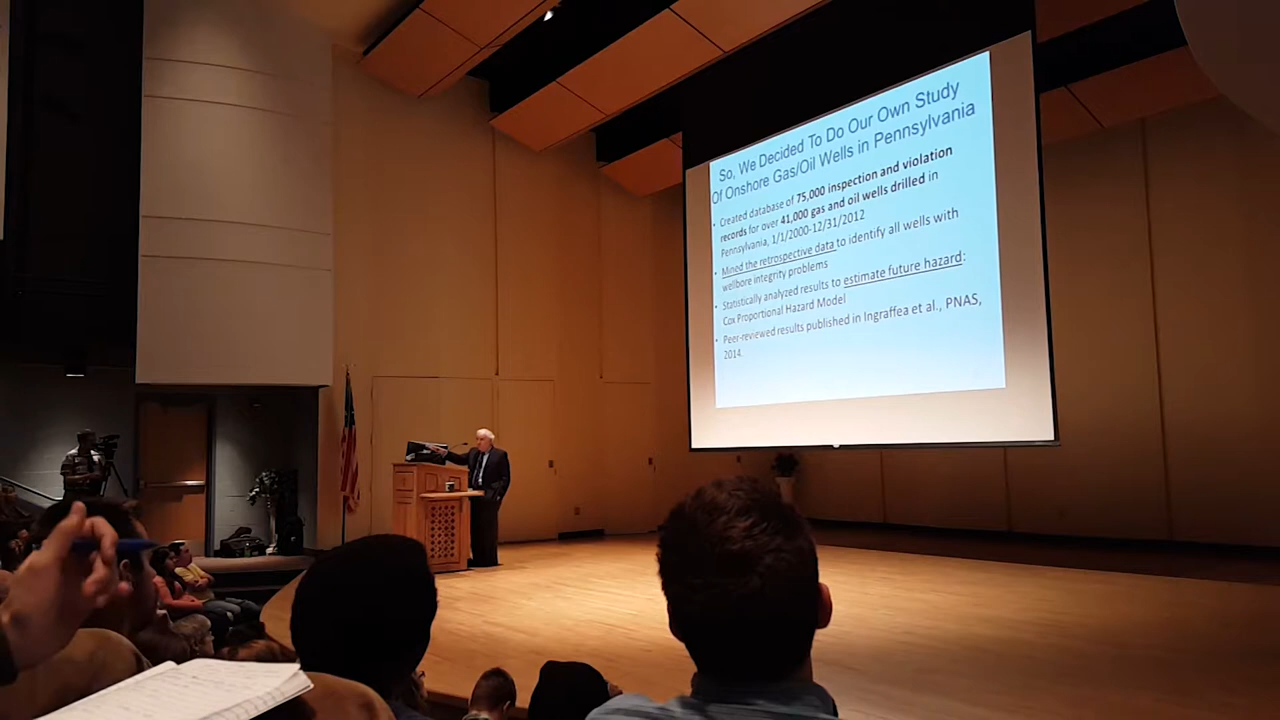 So, We Decided To Do Our Own Study
Of Onshore Gas/Oil Wells in Pennsylvania
• Created database of 75,000 inspection and violation
records for over 41,000 gas and oil wells drilled in
Pennsylvania, 1/1/2000-12/31/2012
• Mined the retrospective data to identify all wells with
wellbore integrity problems
• Statistically analyzed results to estimate future hazard:
Cox Proportional Hazard Model
• Peer-reviewed results published in Ingraffea et al., PNAS,
2014.